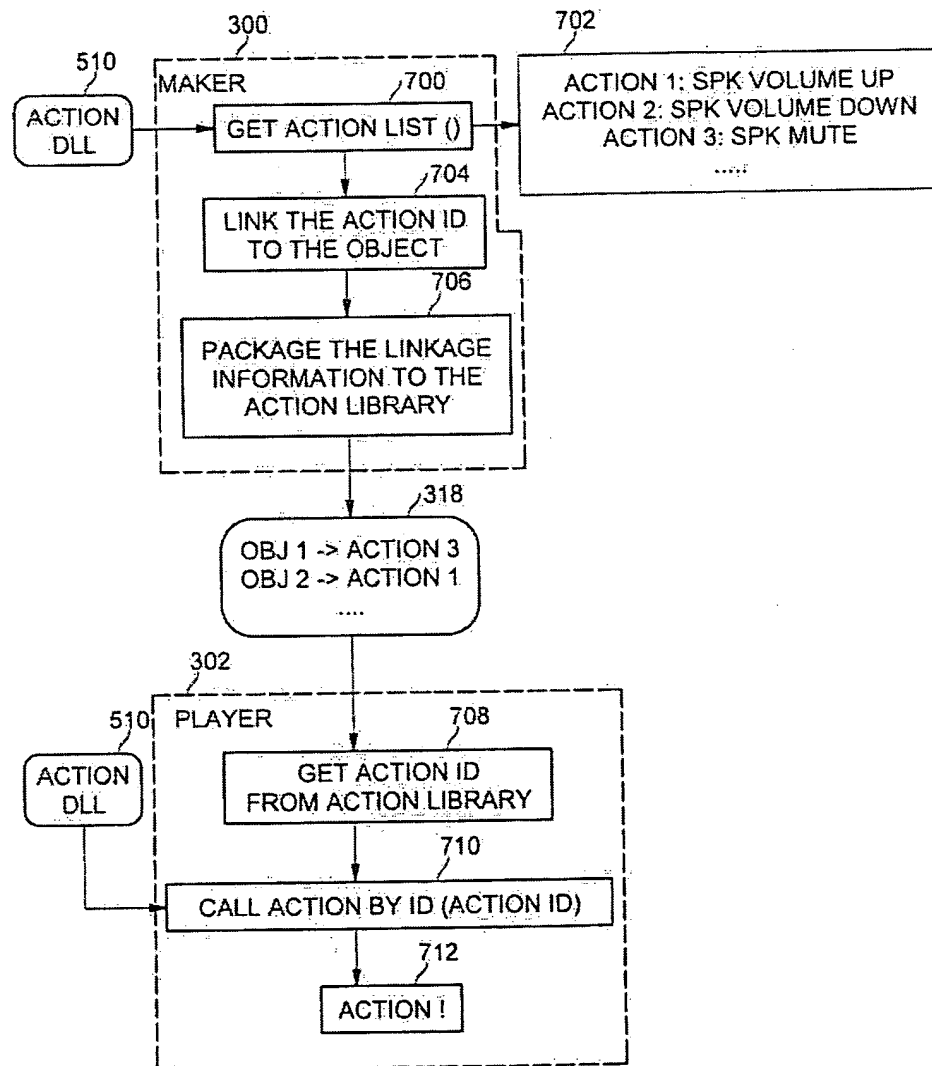 300
702
510
MAKER
700
ACTION
DLL
GET ACTION LIST ()
ACTION 1: SPK VOLUME UP
ACTION 2: SPK VOLUME DOWN
ACTION 3: SPK MUTE
.....
704
LINK THE ACTION ID
TO THE OBJECT
706
PACKAGE THE LINKAGE
INFORMATION TO THE
ACTION LIBRARY
318
OBJ 1 -> ACTION 3
OBJ 2 -> ACTION 1
....
302
PLAYER
510
708
ACTION
DLL
GET ACTION ID
FROM ACTION LIBRARY
710
CALL ACTION BY ID (ACTION ID)
712
ACTION !